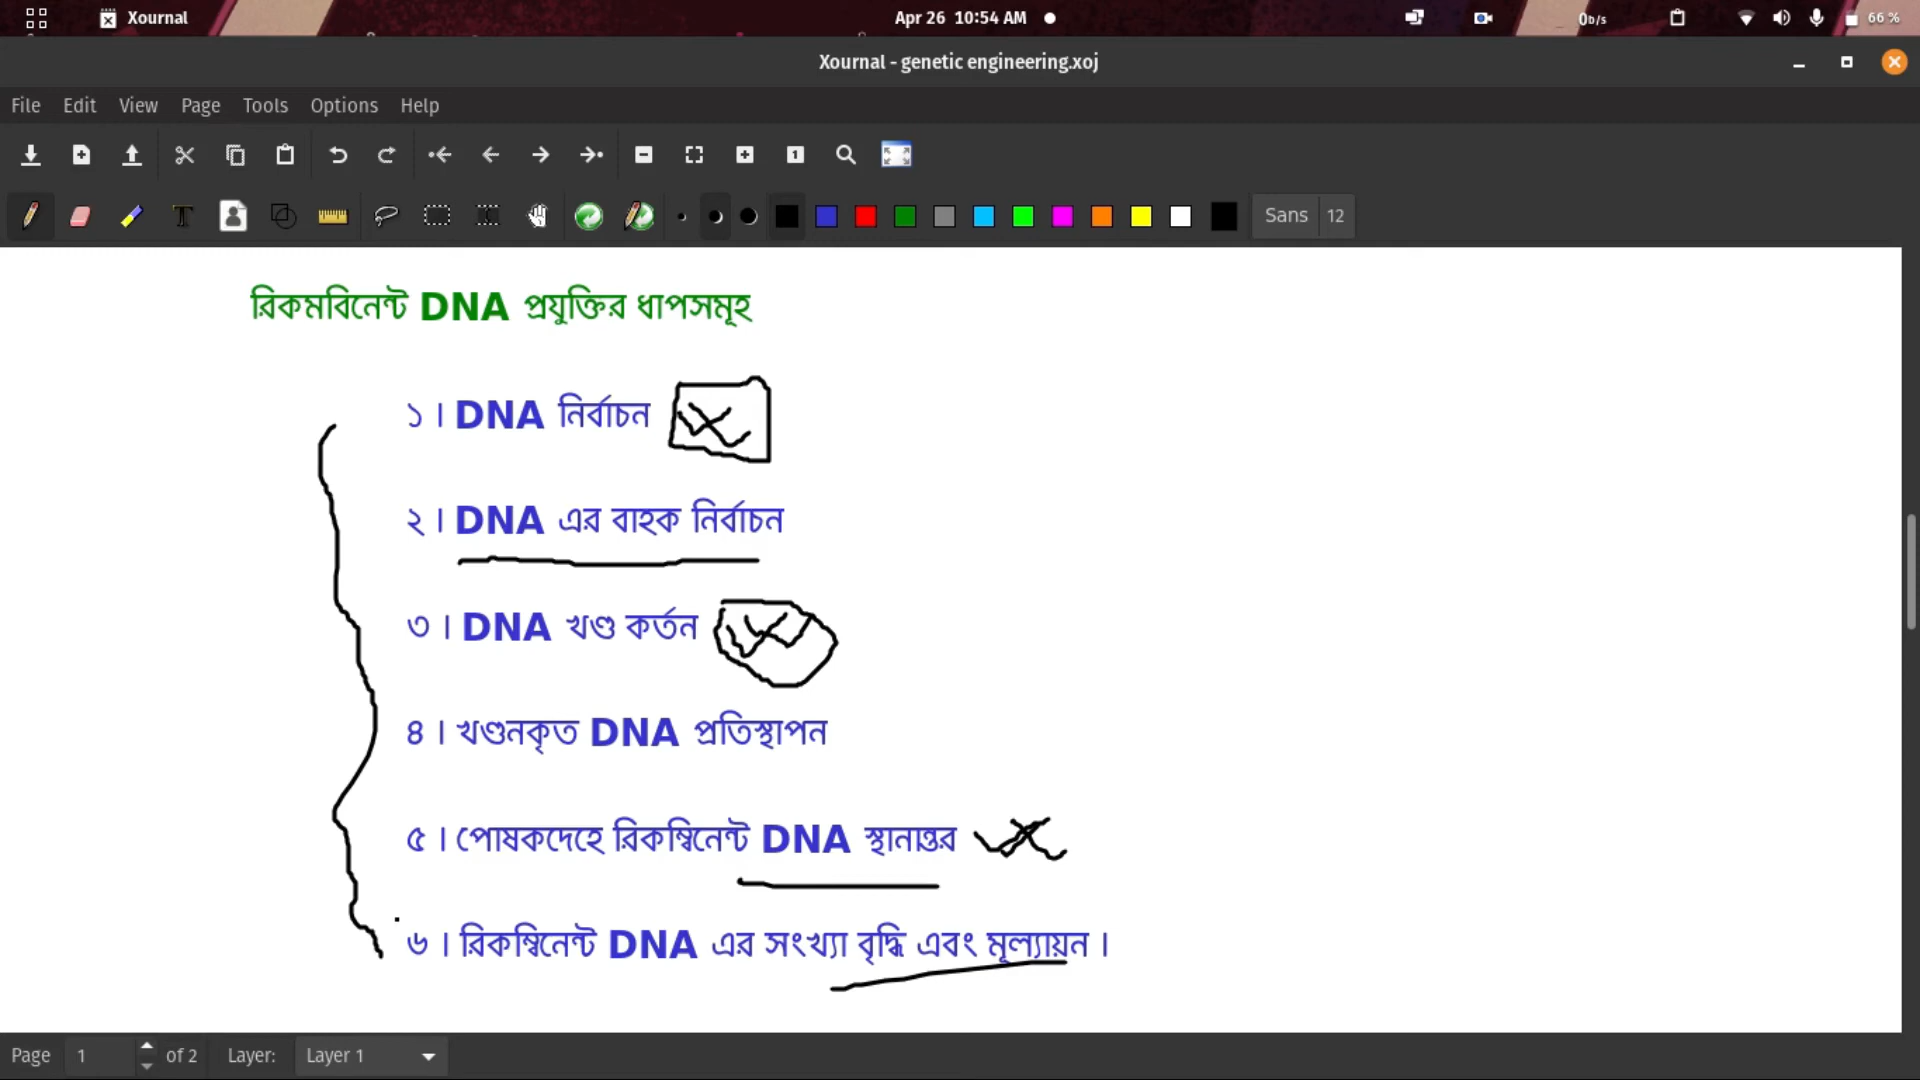 Xournal
Apr 26 10:54 AM
0b/s
66 %
Xournal - genetic engineering.xoj
File Edit View Page Tools Options Help
Sans 12
রিকমবিনেন্ট DNA প্রযুক্তির ধাপসমূহ
১। DNA নির্বাচন
২। DNA এর বাহক নির্বাচন
৩। DNA খণ্ড কর্তন
৪। খণ্ডনকৃত DNA প্রতিস্থাপন
৫। পোষকদেহে রিকম্বিনেন্ট DNA স্থানান্তর
৬। রিকম্বিনেন্ট DNA এর সংখ্যা বৃদ্ধি এবং মূল্যায়ন।
Page 1 of 2 Layer: Layer 1